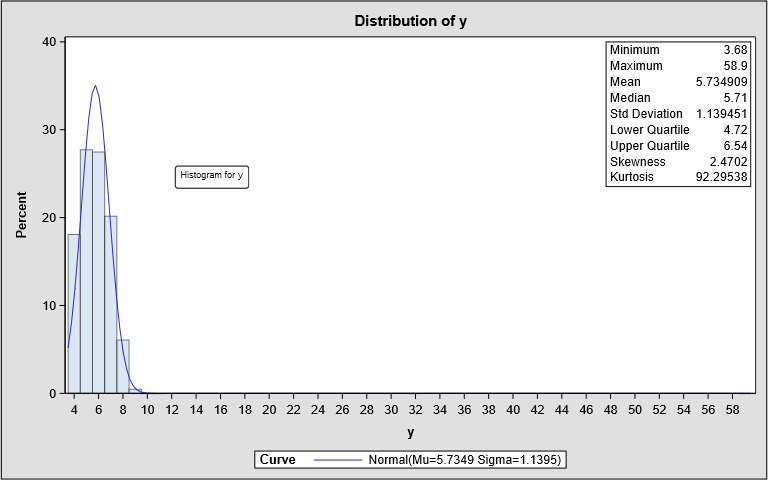 Distribution of y
40
30
20
10
0
Percent
Minimum 3.68
Maximum 58.9
Mean 5.734909
Median 5.71
Std Deviation 1.139451
Lower Quartile 4.72
Upper Quartile 6.54
Skewness 2.4702
Kurtosis 92.29538
Histogram for y
4 6 8 10 12 14 16 18 20 22 24 26 28 30 32 34 36 38 40 42 44 46 48 50 52 54 56 58
y
Curve Normal(Mu=5.7349 Sigma=1.1395)